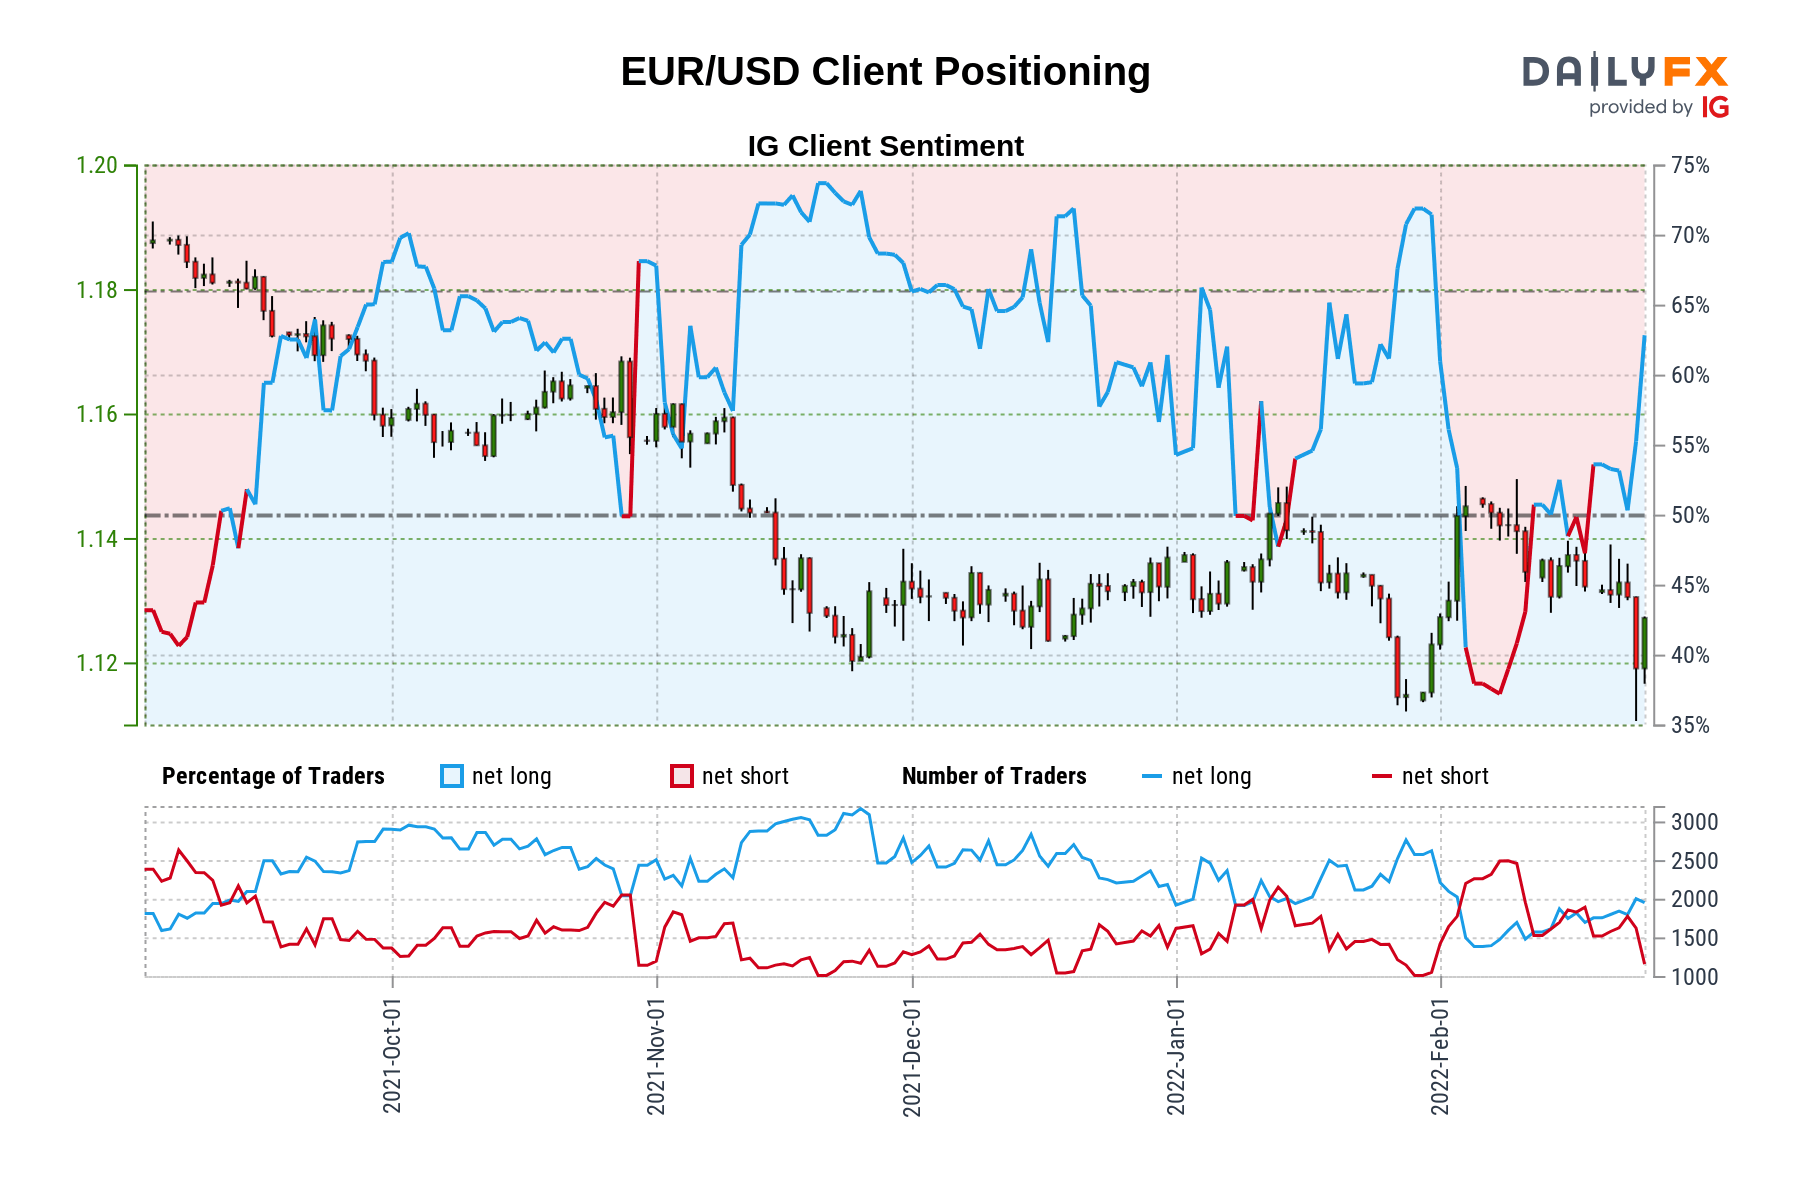 EUR/USD Client Positioning
DAILYFX
provided by IG
IG Client Sentiment
1.20
1.18
1.16
1.14
1.12
75%
70%
65%
60%
55%
50%
45%
40%
35%
Percentage of Traders net long net short Number of Traders net long net short
3000
2500
2000
1500
1000
2021-Oct-01
2021-Nov-01
2021-Dec-01
2022-Jan-01
2022-Feb-01